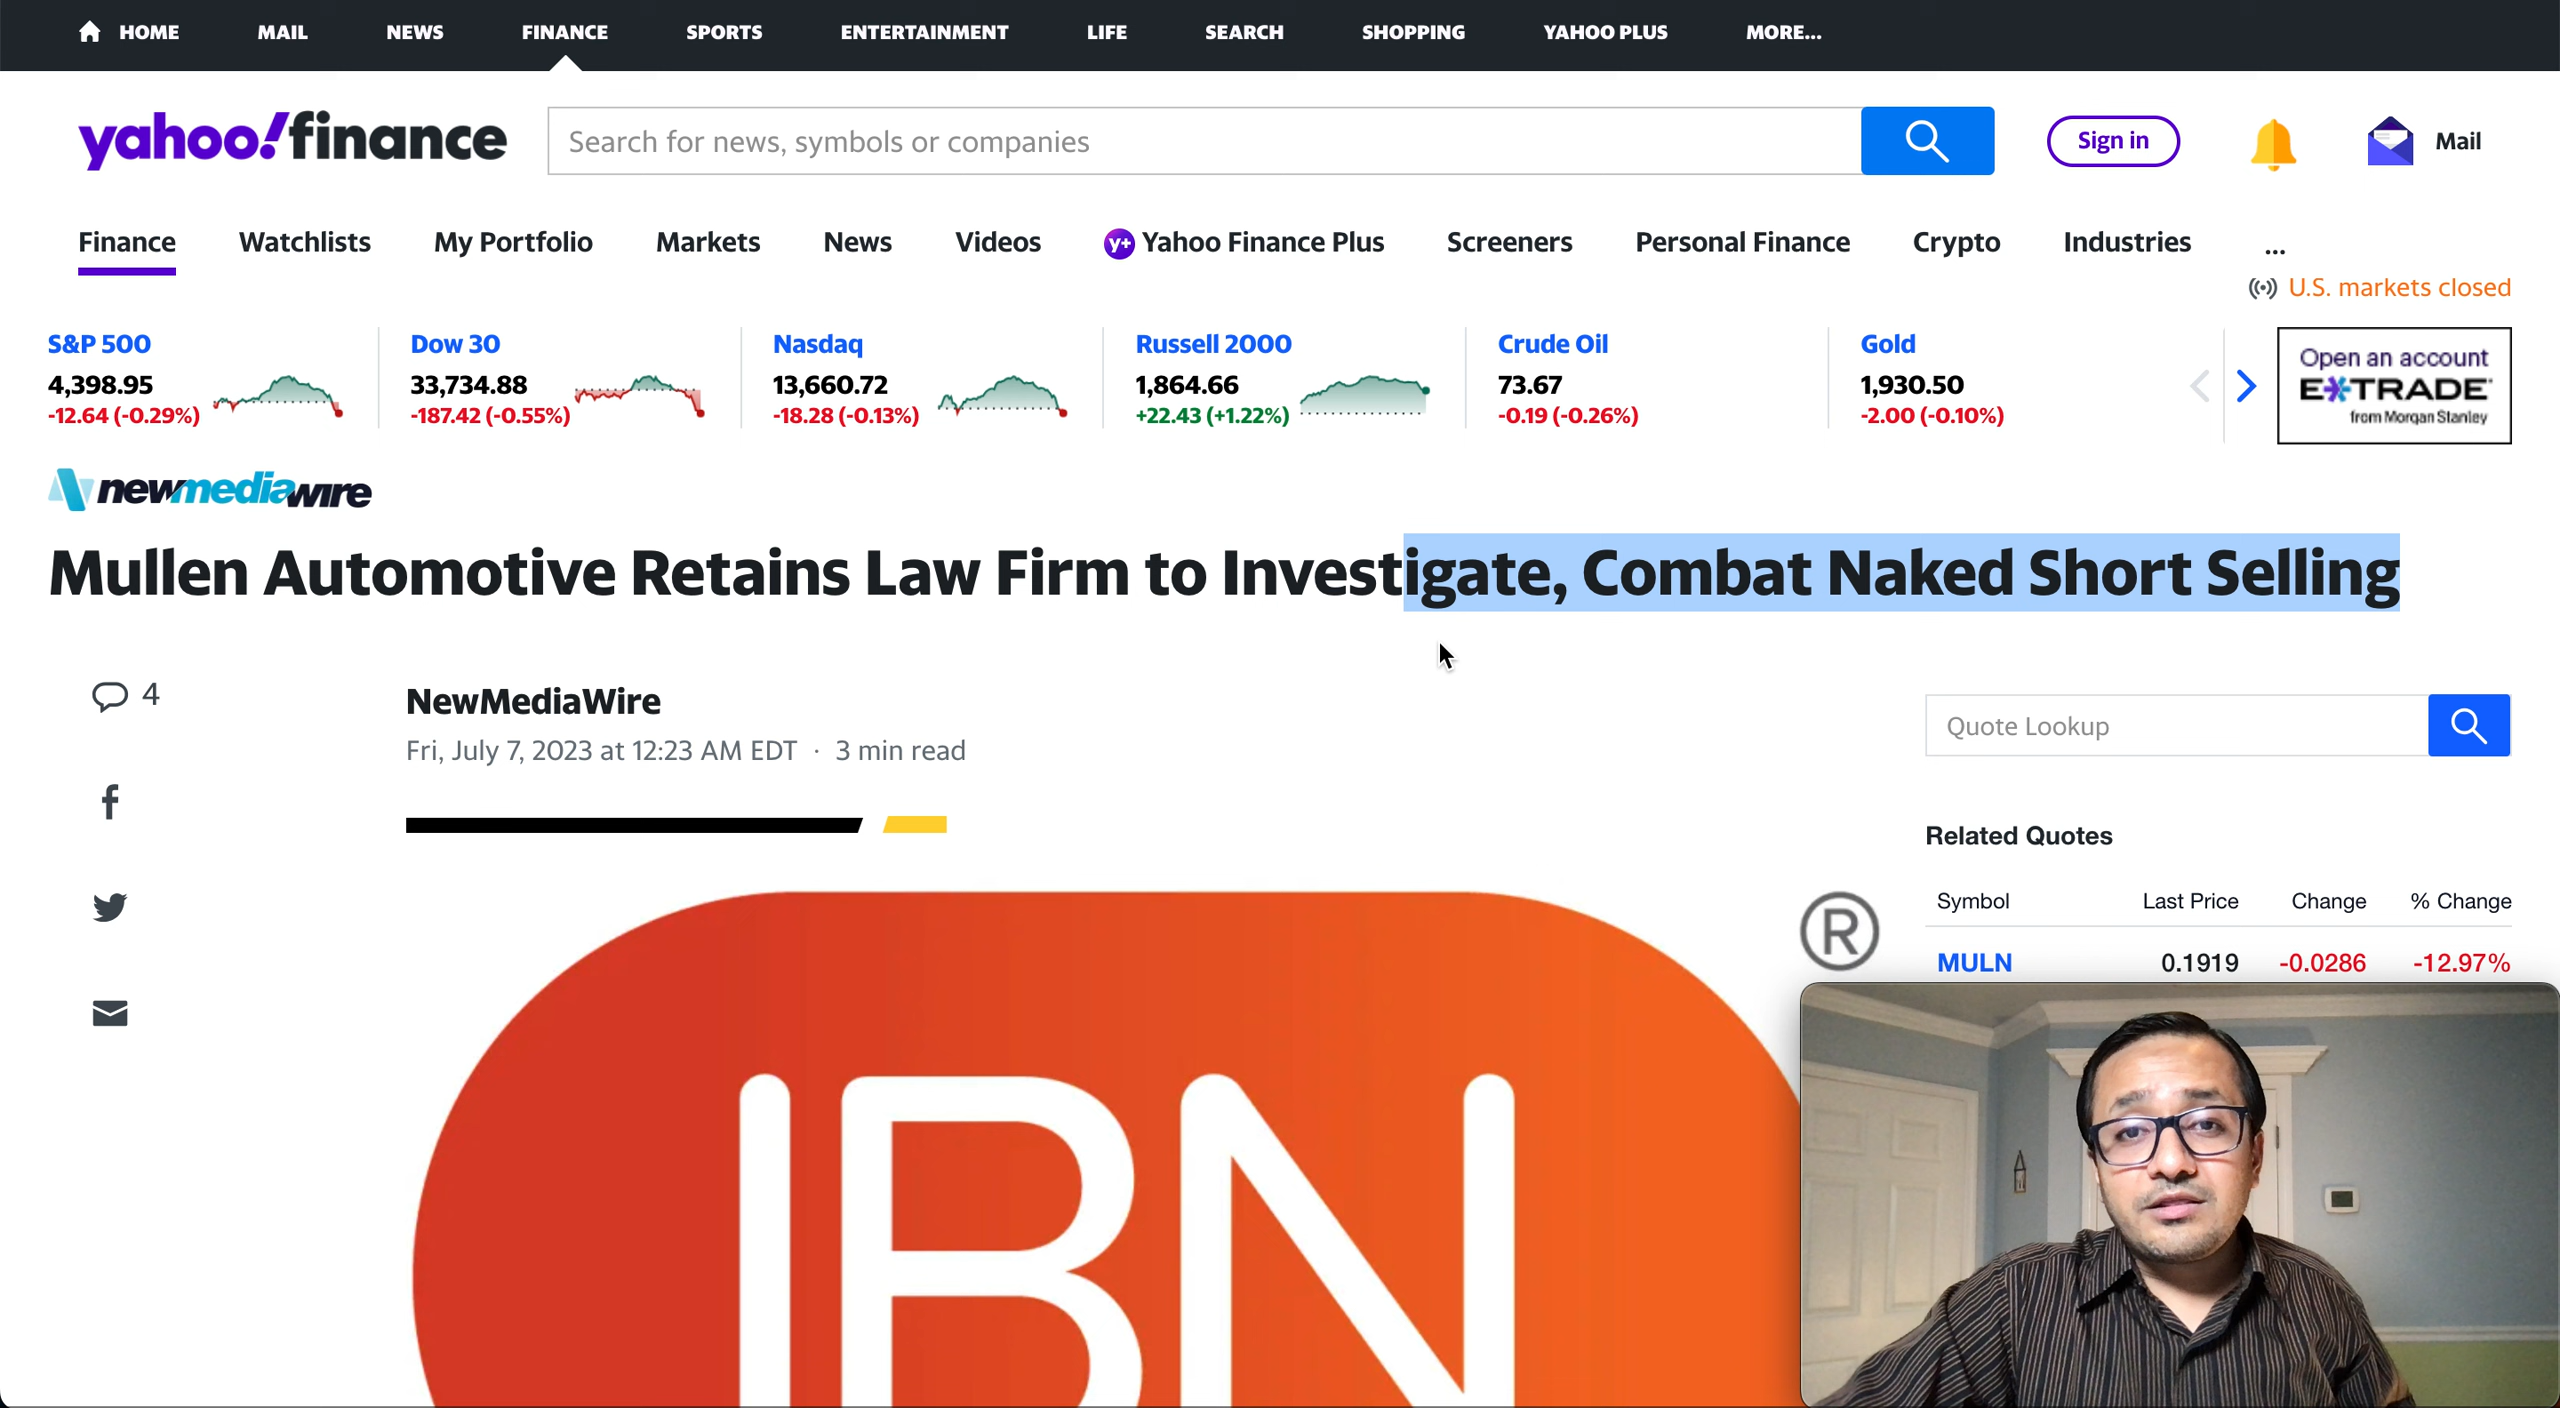 HOME MAIL NEWS FINANCE SPORTS ENTERTAINMENT LIFE SEARCH SHOPPING YAHOO PLUS MORE...
yahoo!finance
Search for news, symbols or companies
Sign in
Mail
Finance Watchlists My Portfolio Markets News Videos y+ Yahoo Finance Plus Screeners Personal Finance Crypto Industries ...
U.S. markets closed
S&P 500
4,398.95
-12.64 (-0.29%)
Dow 30
33,734.88
-187.42 (-0.55%)
Nasdaq
13,660.72
-18.28 (-0.13%)
Russell 2000
1,864.66
+22.43 (+1.22%)
Crude Oil
73.67
-0.19 (-0.26%)
Gold
1,930.50
-2.00 (-0.10%)
Open an account
E*TRADE
from Morgan Stanley
newmediawire
Mullen Automotive Retains Law Firm to Investigate, Combat Naked Short Selling
4
NewMediaWire
Fri, July 7, 2023 at 12:23 AM EDT · 3 min read
Quote Lookup
Related Quotes
Symbol Last Price Change % Change
MULN 0.1919 -0.0286 -12.97%
IBN
®